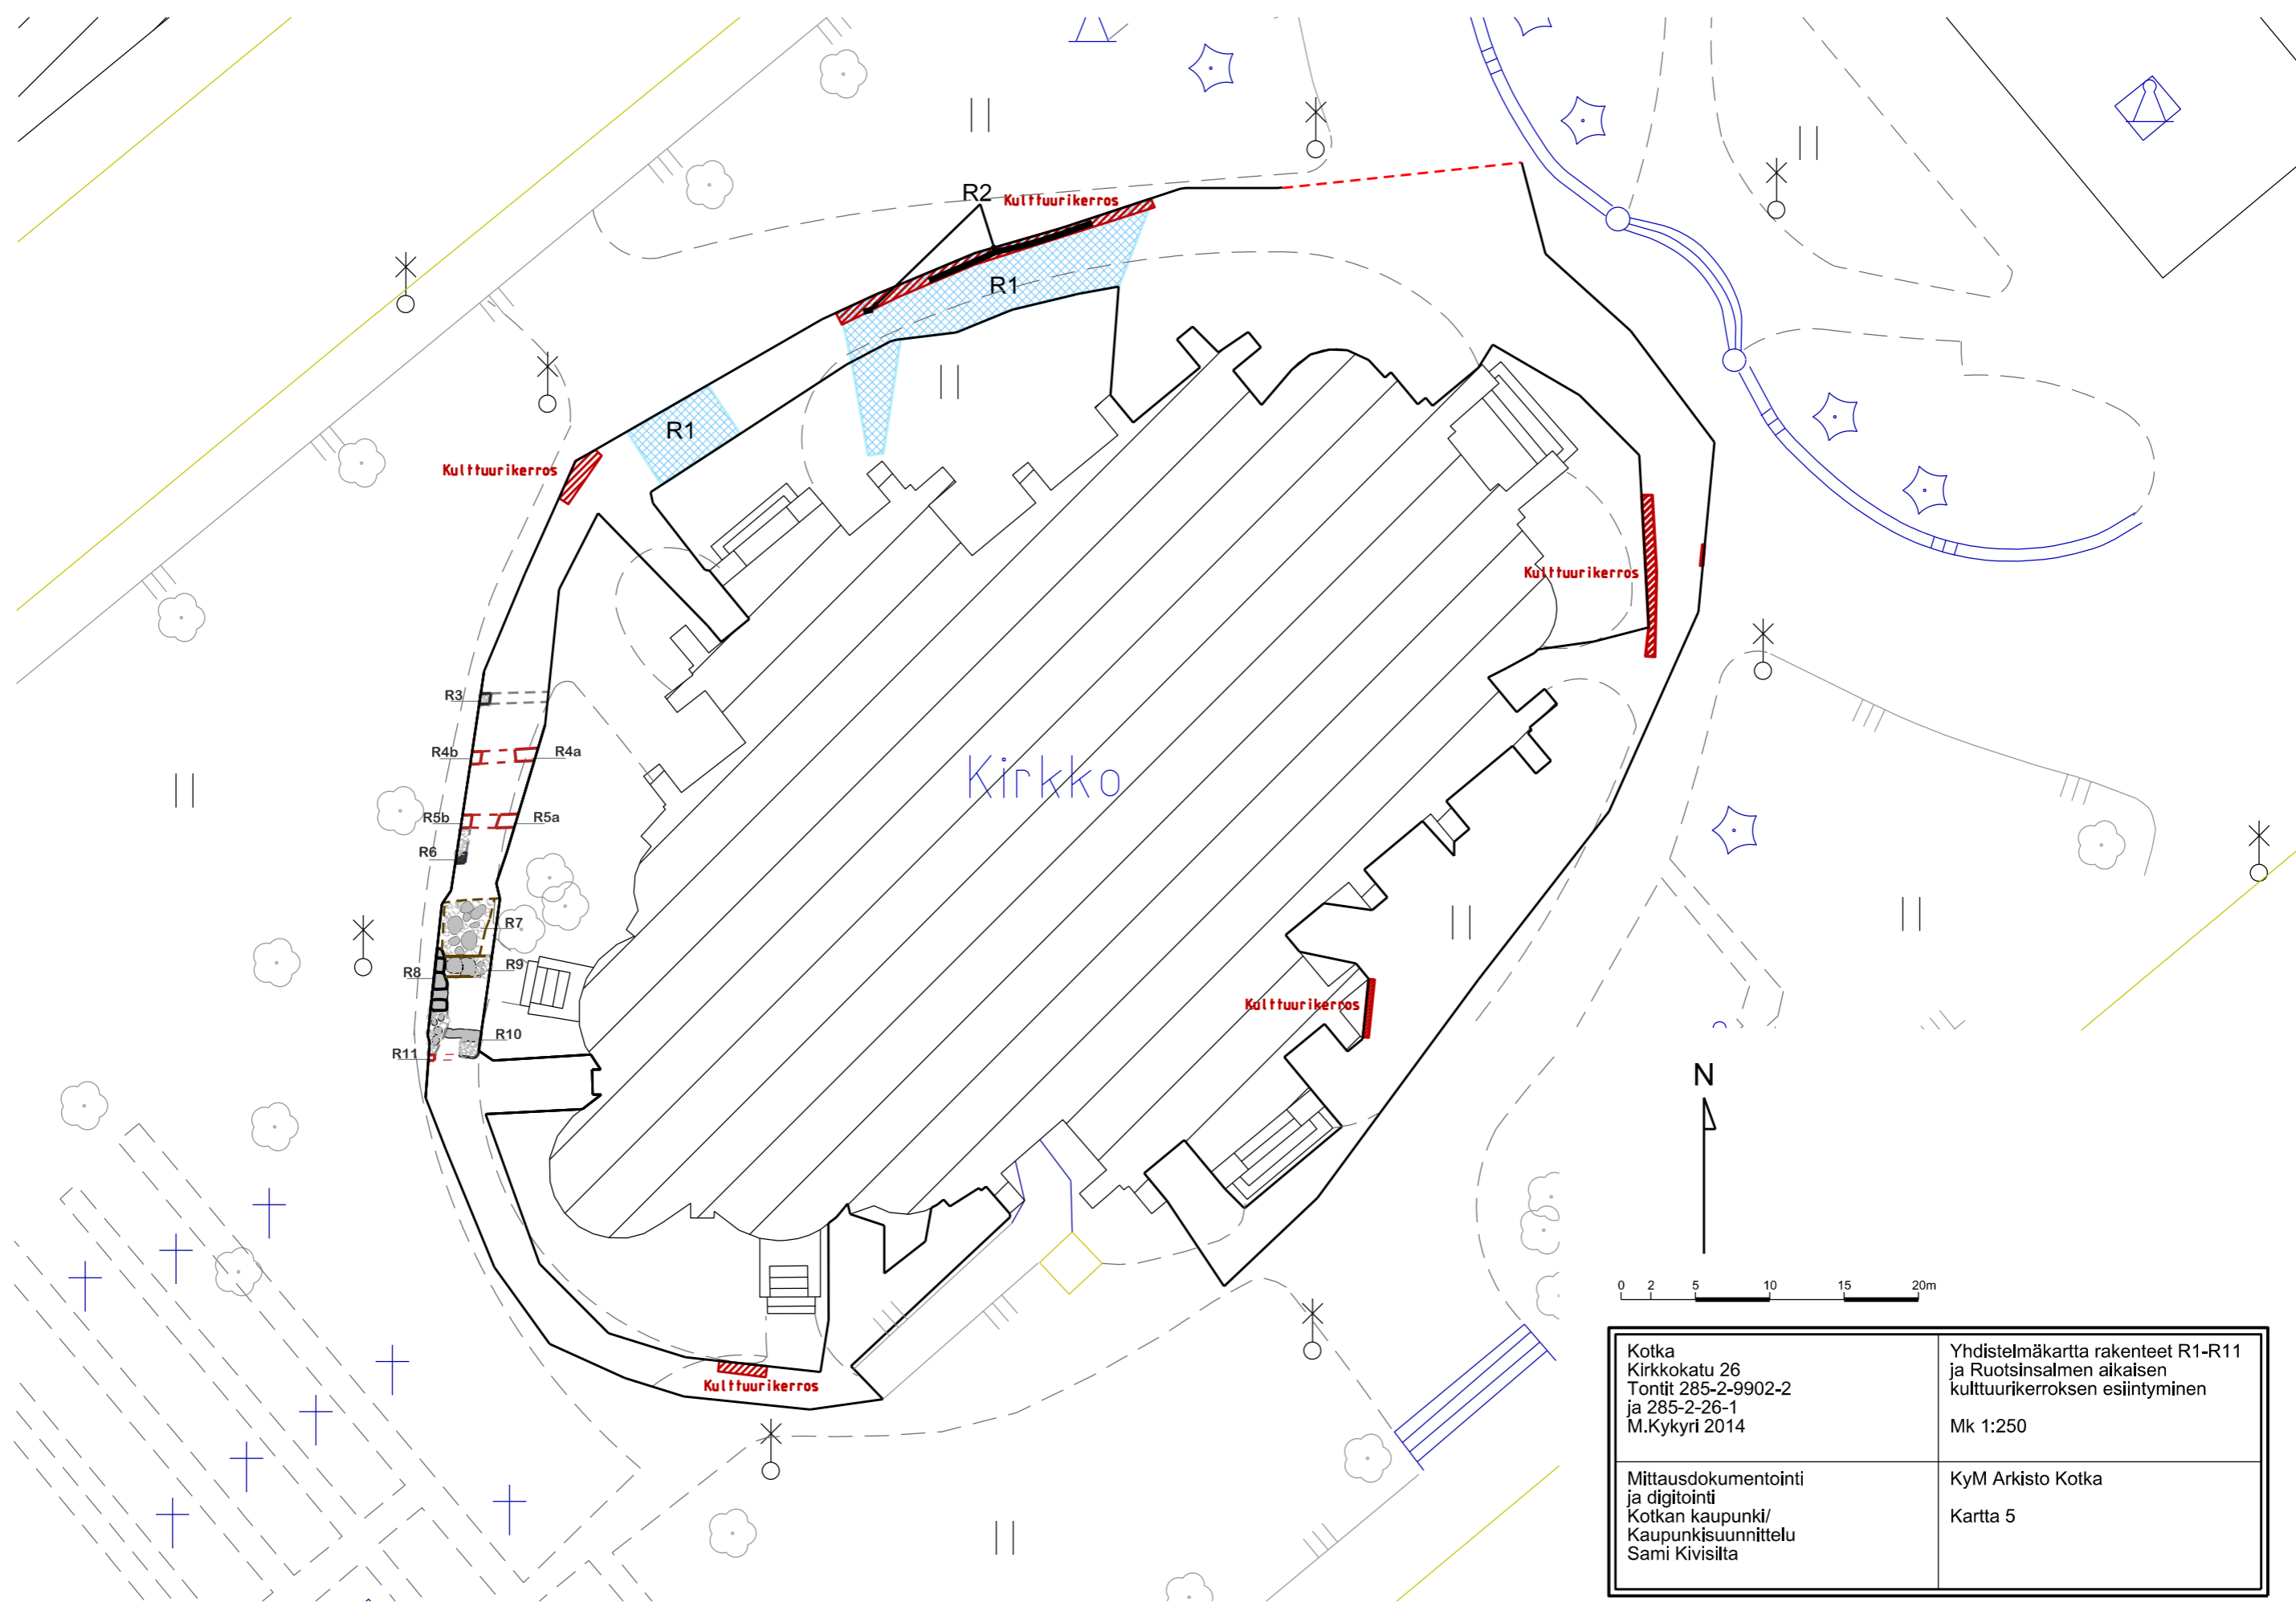 R2
Kulttuurikerros
R1
R1
Kulttuurikerros
Kulttuurikerros
R3
R4b
R4a
Kirkko
R5b
R5a
R6
R7
R9
R8
Kulttuurikerros
R10
R11
N
0 2 5 10 15 20m
Kulttuurikerros
Kotka
Kirkkokatu 26
Tontit 285-2-9902-2
ja 285-2-26-1
M.Kykyri 2014
Yhdistelmäkartta rakenteet R1-R11
ja Ruotsinsalmen aikaisen
kulttuurikerroksen esiintyminen
Mk 1:250
Mittausdokumentointi
ja digitointi
Kotkan kaupunki/
Kaupunkisuunnittelu
Sami Kivisilta
KyM Arkisto Kotka
Kartta 5